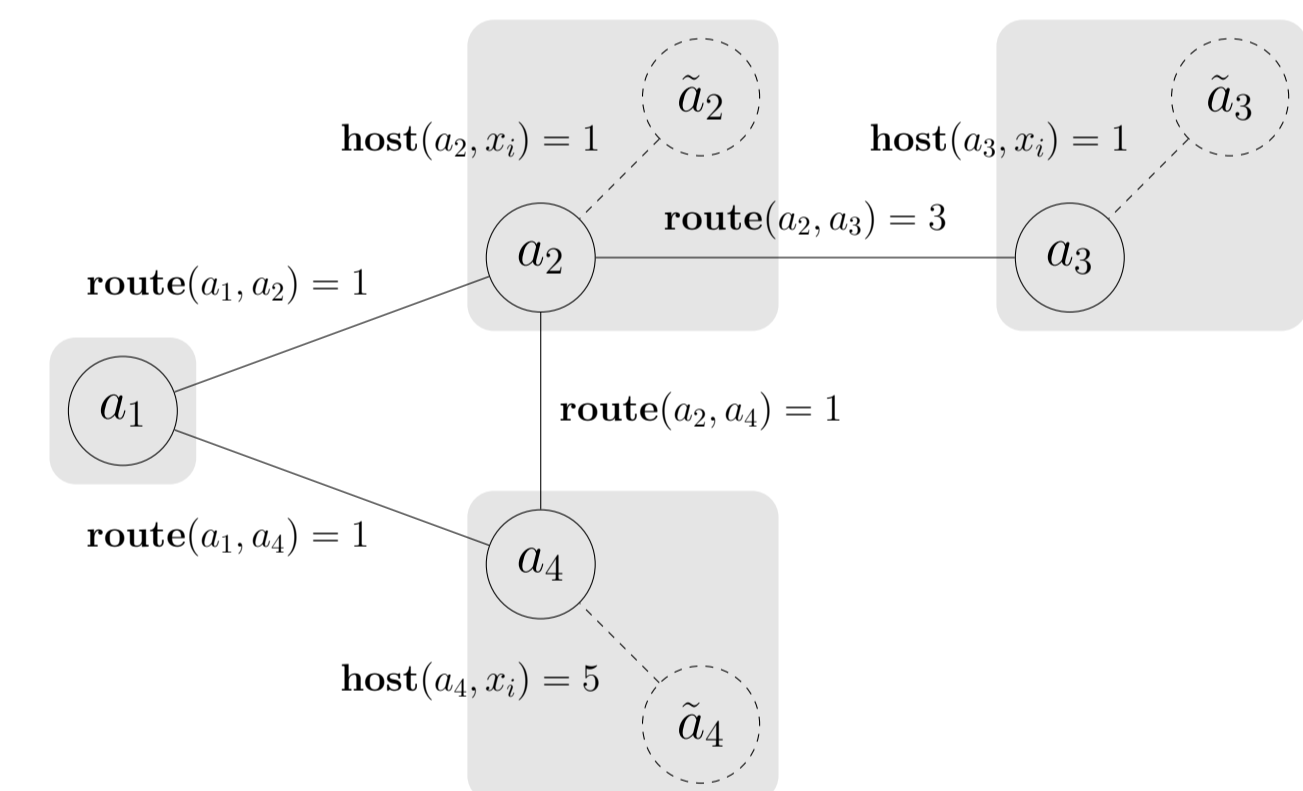 ã₂
ã₃
host(a₂, xᵢ) = 1
host(a₃, xᵢ) = 1
route(a₂, a₃) = 3
a₂
a₃
route(a₁, a₂) = 1
a₁
route(a₂, a₄) = 1
route(a₁, a₄) = 1
a₄
host(a₄, xᵢ) = 5
ã₄